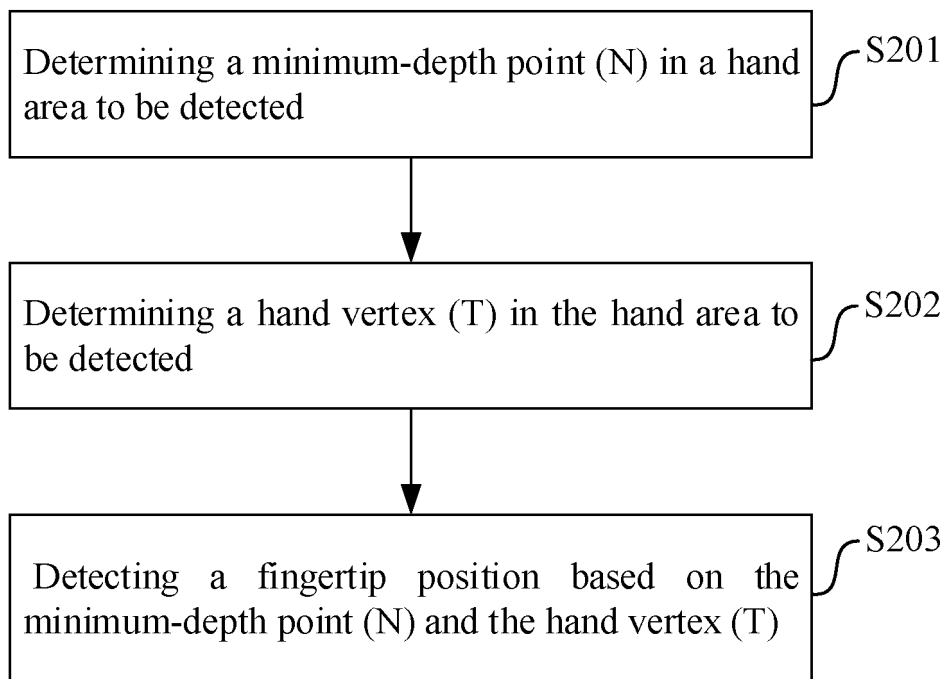 Determining a minimum-depth point (N) in a hand
area to be detected
S201
Determining a hand vertex (T) in the hand area to
be detected
S202
Detecting a fingertip position based on the
minimum-depth point (N) and the hand vertex (T)
S203